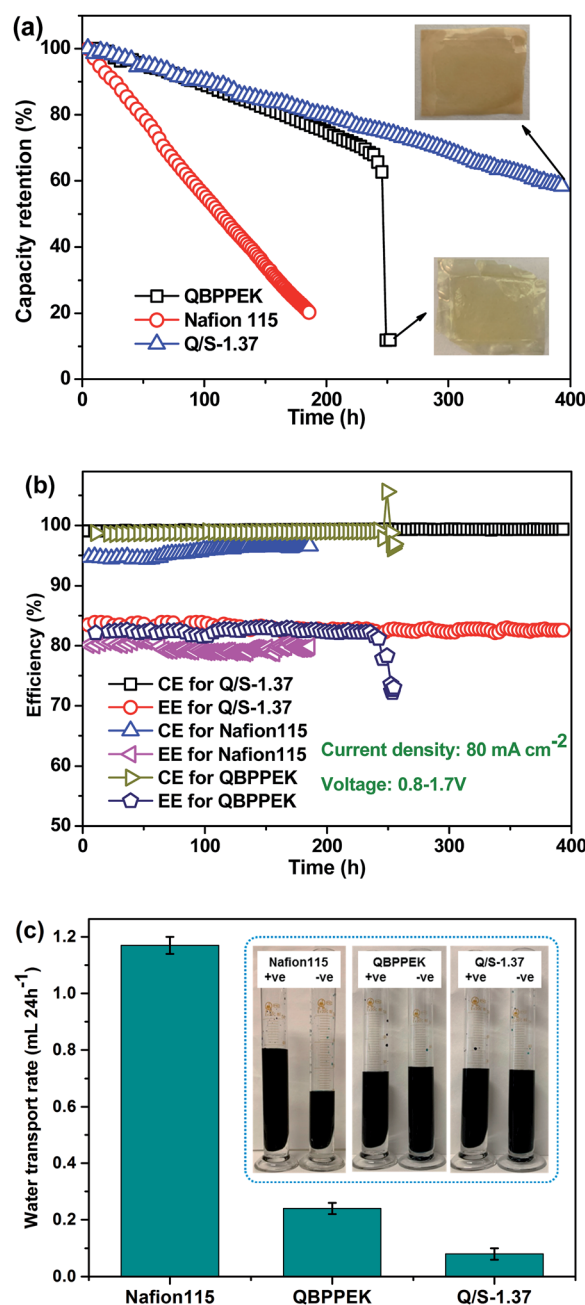 (a)
100
80
60
40
20
0
Capacity retention (%)
QBPPEK
Nafion 115
Q/S-1.37
0 100 200 300 400
Time (h)
(b)
100
90
80
70
60
50
Efficiency (%)
CE for Q/S-1.37
EE for Q/S-1.37
CE for Nafion115
EE for Nafion115
CE for QBPPEK
EE for QBPPEK
Current density: 80 mA cm-2
Voltage: 0.8-1.7V
0 100 200 300 400
Time (h)
(c)
1.2
1.0
0.8
0.6
0.4
0.2
0.0
Water transport rate (mL 24h-1)
Nafion115 QBPPEK Q/S-1.37
+ve -ve +ve -ve +ve -ve
Nafion115 QBPPEK Q/S-1.37